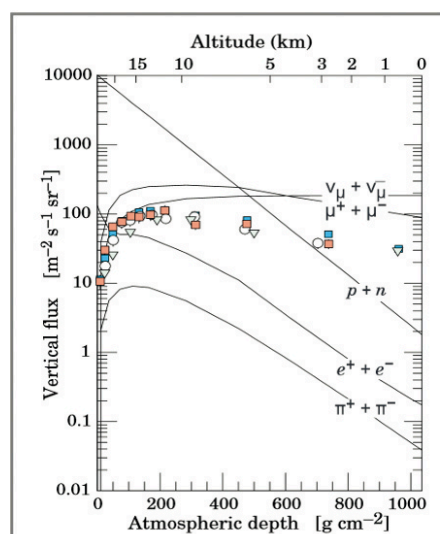 Altitude (km)
15 10 5 3 2 1 0
10000
1000
100
10
1
0.1
0.01
Vertical flux [m⁻² s⁻¹ sr⁻¹]
νμ + ν̄μ
μ⁺ + μ⁻
p + n
e⁺ + e⁻
π⁺ + π⁻
0 200 400 600 800 1000
Atmospheric depth [g cm⁻²]